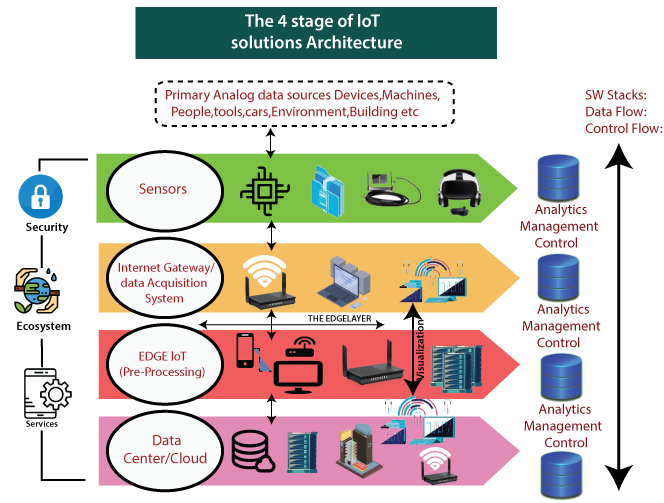 The 4 stage of IoT
solutions Architecture
Primary Analog data sources Devices,Machines,
People,tools,cars,Environment,Building etc
SW Stacks:
Data Flow:
Control Flow:
Sensors
Security
Analytics
Management
Control
Internet Gateway/
data Acquisition
System
Ecosystem
THE EDGELAYER
Analytics
Management
Control
EDGE IoT
(Pre-Processing)
Visualization
Services
Analytics
Management
Control
Data
Center/Cloud